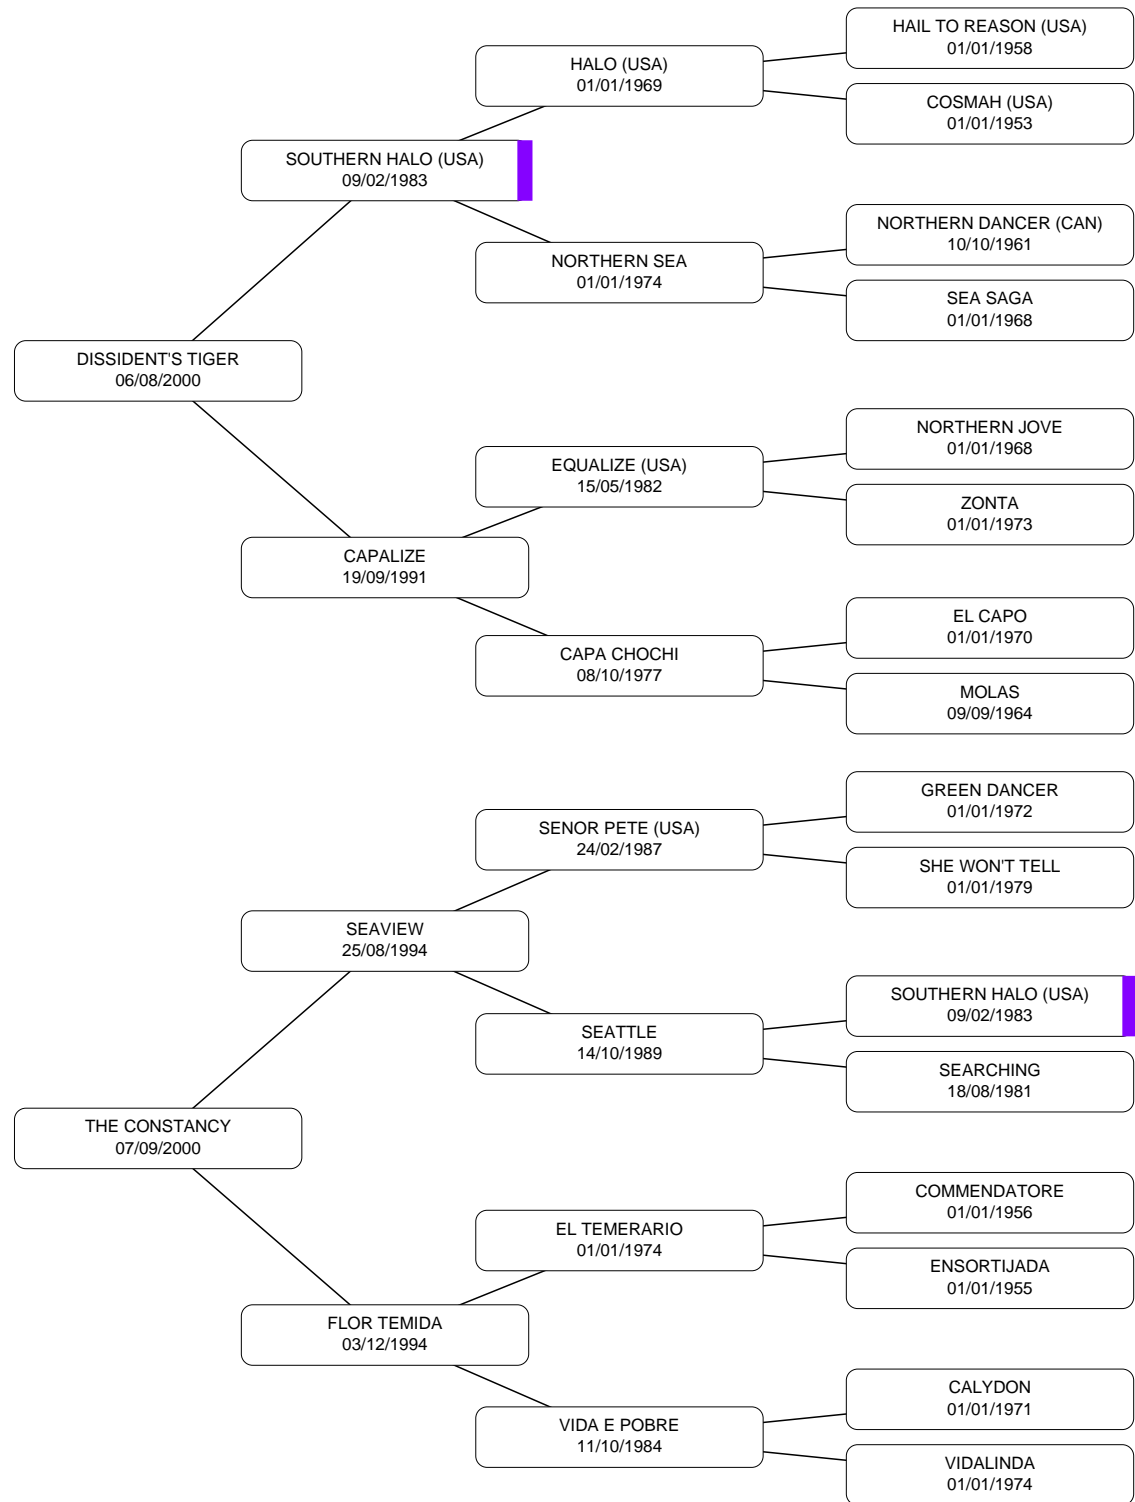 HAIL TO REASON (USA)
01/01/1958
HALO (USA)
01/01/1969
COSMAH (USA)
01/01/1953
SOUTHERN HALO (USA)
09/02/1983
NORTHERN DANCER (CAN)
10/10/1961
NORTHERN SEA
01/01/1974
SEA SAGA
01/01/1968
DISSIDENT'S TIGER
06/08/2000
NORTHERN JOVE
01/01/1968
EQUALIZE (USA)
15/05/1982
ZONTA
01/01/1973
CAPALIZE
19/09/1991
EL CAPO
01/01/1970
CAPA CHOCHI
08/10/1977
MOLAS
09/09/1964
GREEN DANCER
01/01/1972
SENOR PETE (USA)
24/02/1987
SHE WON'T TELL
01/01/1979
SEAVIEW
25/08/1994
SOUTHERN HALO (USA)
09/02/1983
SEATTLE
14/10/1989
SEARCHING
18/08/1981
THE CONSTANCY
07/09/2000
COMMENDATORE
01/01/1956
EL TEMERARIO
01/01/1974
ENSORTIJADA
01/01/1955
FLOR TEMIDA
03/12/1994
CALYDON
01/01/1971
VIDA E POBRE
11/10/1984
VIDALINDA
01/01/1974